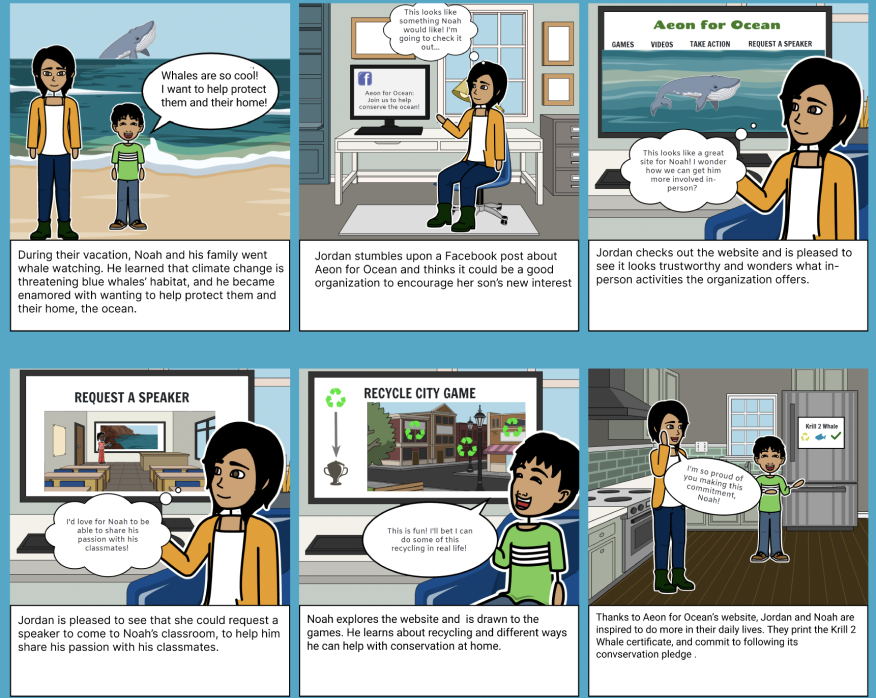 Whales are so cool!
I want to help protect
them and their home!
During their vacation, Noah and his family went
whale watching. He learned that climate change is
threatening blue whales' habitat, and he became
enamored with wanting to help protect them and
their home, the ocean.
This looks like
something Noah
would like! I'm
going to check it
out...
f
Aeon for Ocean:
Join us to help
conserve the ocean!
Jordan stumbles upon a Facebook post about
Aeon for Ocean and thinks it could be a good
organization to encourage her son's new interest
Aeon for Ocean
GAMES VIDEOS TAKE ACTION REQUEST A SPEAKER
This looks like a great
site for Noah! I wonder
how we can get him
more involved in-
person?
Jordan checks out the website and is pleased to
see it looks trustworthy and wonders what in-
person activities the organization offers.
REQUEST A SPEAKER
I'd love for Noah to be
able to share his
passion with his
classmates!
Jordan is pleased to see that she could request a
speaker to come to Noah's classroom, to help him
share his passion with his classmates.
RECYCLE CITY GAME
This is fun! I'll bet I can
do some of this
recycling in real life!
Noah explores the website and is drawn to the
games. He learns about recycling and different ways
he can help with conservation at home.
Krill 2 Whale
I'm so proud of
you making this
commitment,
Noah!
Thanks to Aeon for Ocean's website, Jordan and Noah are
inspired to do more in their daily lives. They print the Krill 2
Whale certificate, and commit to following its
convservation pledge .